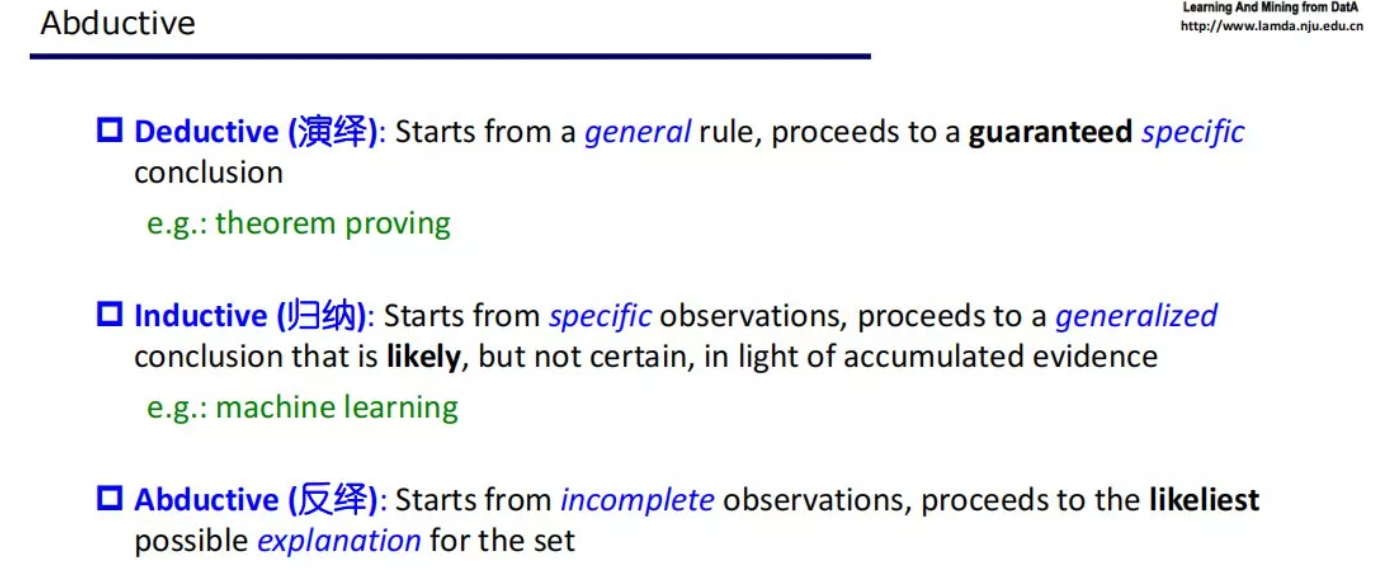 Abductive
Learning And Mining from DatA
http://www.lamda.nju.edu.cn
Deductive (演绎): Starts from a general rule, proceeds to a guaranteed specific
conclusion
e.g.: theorem proving
Inductive (归纳): Starts from specific observations, proceeds to a generalized
conclusion that is likely, but not certain, in light of accumulated evidence
e.g.: machine learning
Abductive (反绎): Starts from incomplete observations, proceeds to the likeliest
possible explanation for the set